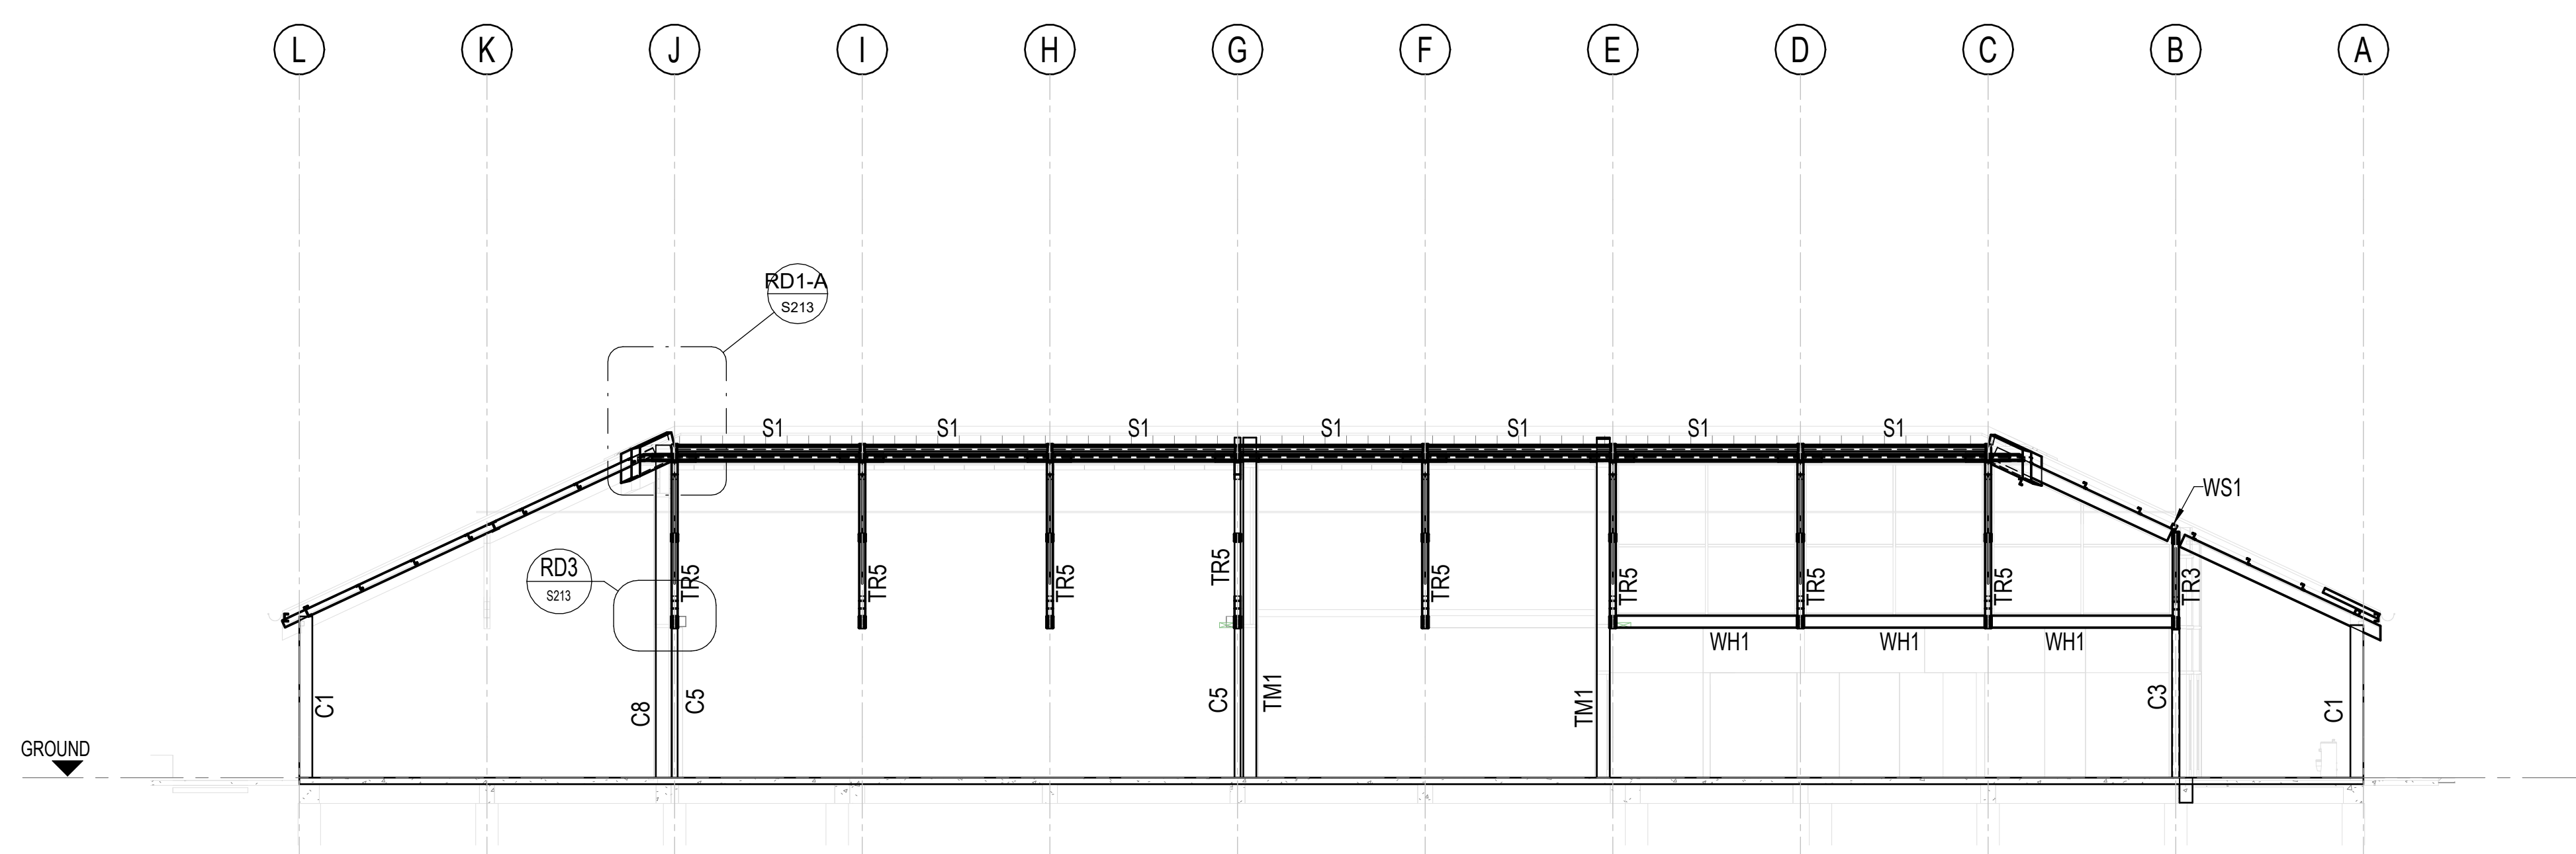 L K J I H G F E D C B A
RD1-A
S213
S1 S1 S1 S1 S1 S1 S1
WS1
RD3
S213
TR5 TR5 TR5 TR5 TR5 TR5 TR5 TR5 TR3
WH1 WH1 WH1
C1 C8 C5 C5 TM1 TM1 C3 C1
GROUND